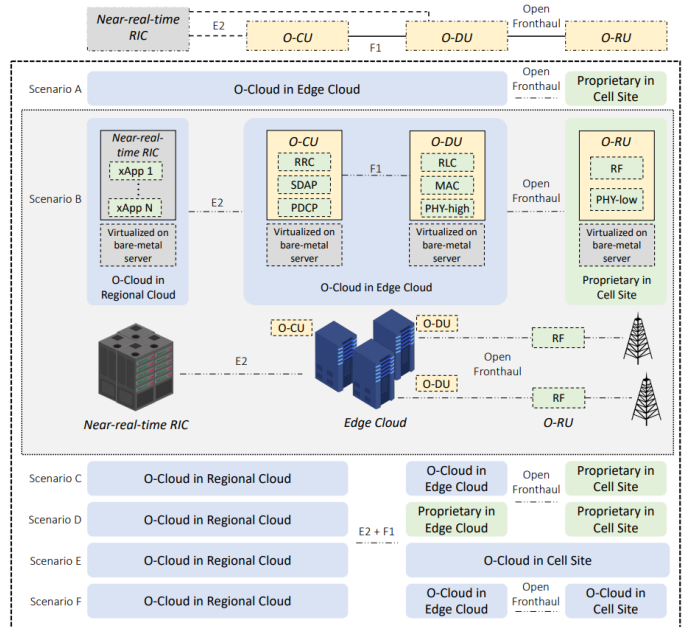 Near-real-time
RIC
E2
O-CU
F1
O-DU
Open
Fronthaul
O-RU
Scenario A
O-Cloud in Edge Cloud
Open
Fronthaul
Proprietary in
Cell Site
Scenario B
Near-real-
time RIC
xApp 1
xApp N
Virtualized on
bare-metal
server
O-Cloud in
Regional Cloud
E2
O-CU
RRC
SDAP
PDCP
Virtualized on
bare-metal
server
F1
O-DU
RLC
MAC
PHY-high
Virtualized on
bare-metal
server
O-Cloud in Edge Cloud
Open
Fronthaul
O-RU
RF
PHY-low
Virtualized on
bare-metal
server
Proprietary in
Cell Site
Near-real-time RIC
E2
O-CU
O-DU
O-DU
Edge Cloud
Open
Fronthaul
RF
RF
O-RU
Scenario C
O-Cloud in Regional Cloud
O-Cloud in
Edge Cloud
Open
Fronthaul
Proprietary in
Cell Site
Scenario D
O-Cloud in Regional Cloud
Proprietary in
Edge Cloud
Proprietary in
Cell Site
E2 + F1
Scenario E
O-Cloud in Regional Cloud
O-Cloud in Cell Site
Scenario F
O-Cloud in Regional Cloud
O-Cloud in
Edge Cloud
Open
Fronthaul
O-Cloud in
Cell Site